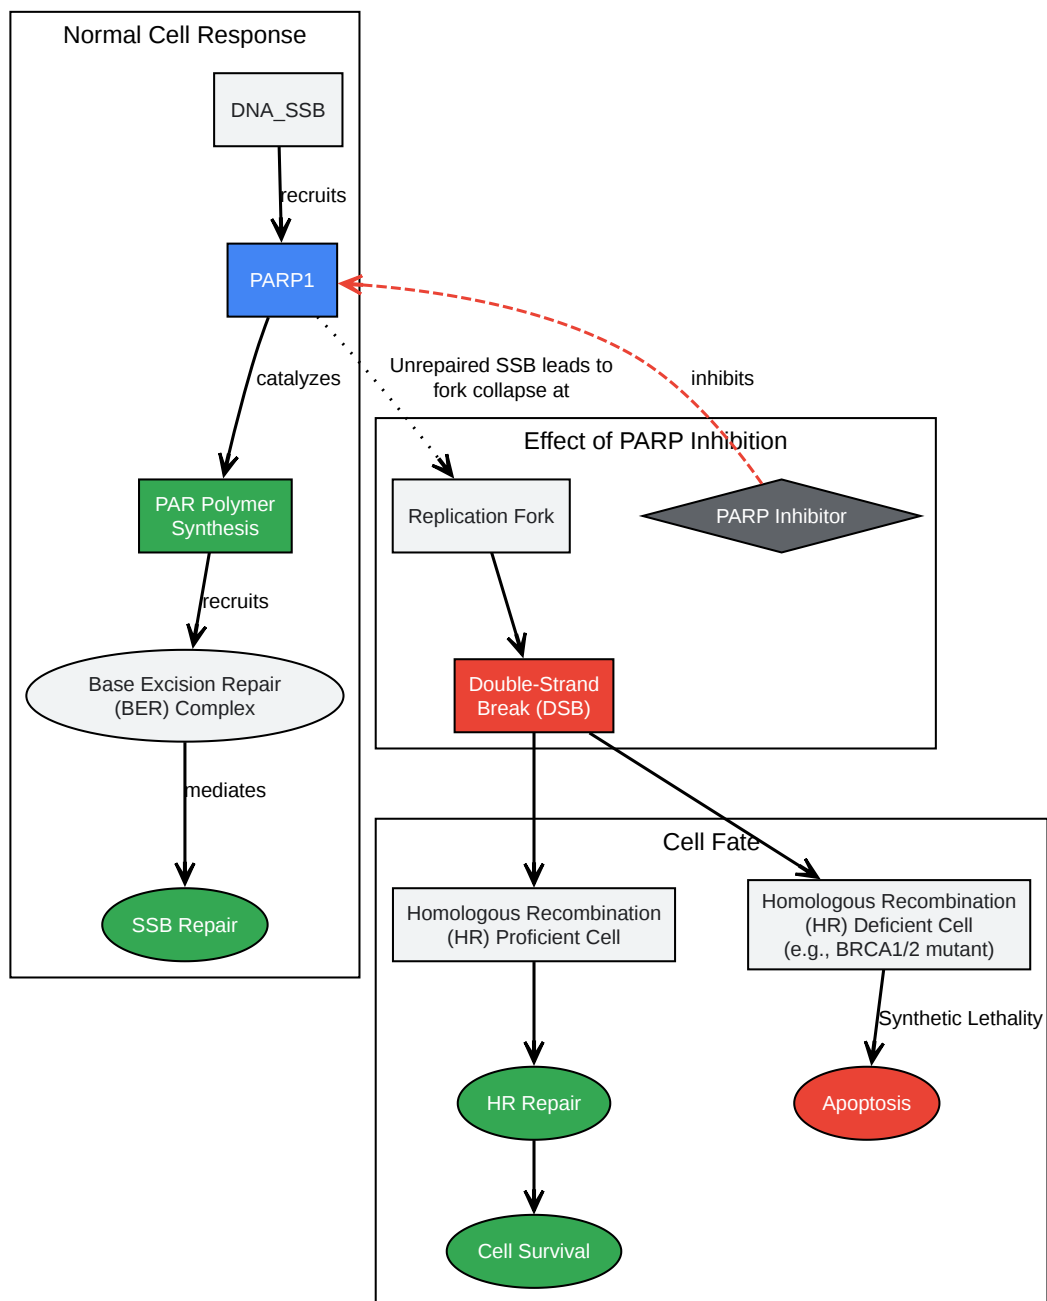 Normal Cell Response
DNA_SSB
recruits
PARP1
catalyzes
Unrepaired SSB leads to
fork collapse at
inhibits
Effect of PARP Inhibition
PAR Polymer
Synthesis
Replication Fork
PARP Inhibitor
recruits
Base Excision Repair
(BER) Complex
Double-Strand
Break (DSB)
mediates
Cell Fate
SSB Repair
Homologous Recombination
(HR) Proficient Cell
Homologous Recombination
(HR) Deficient Cell
(e.g., BRCA1/2 mutant)
Synthetic Lethality
HR Repair
Apoptosis
Cell Survival